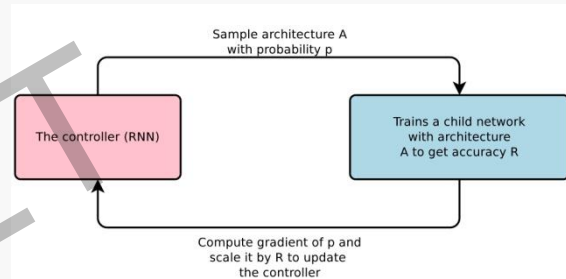 Sample architecture A
with probability p
The controller (RNN)
Trains a child network
with architecture
A to get accuracy R
Compute gradient of p and
scale it by R to update
the controller